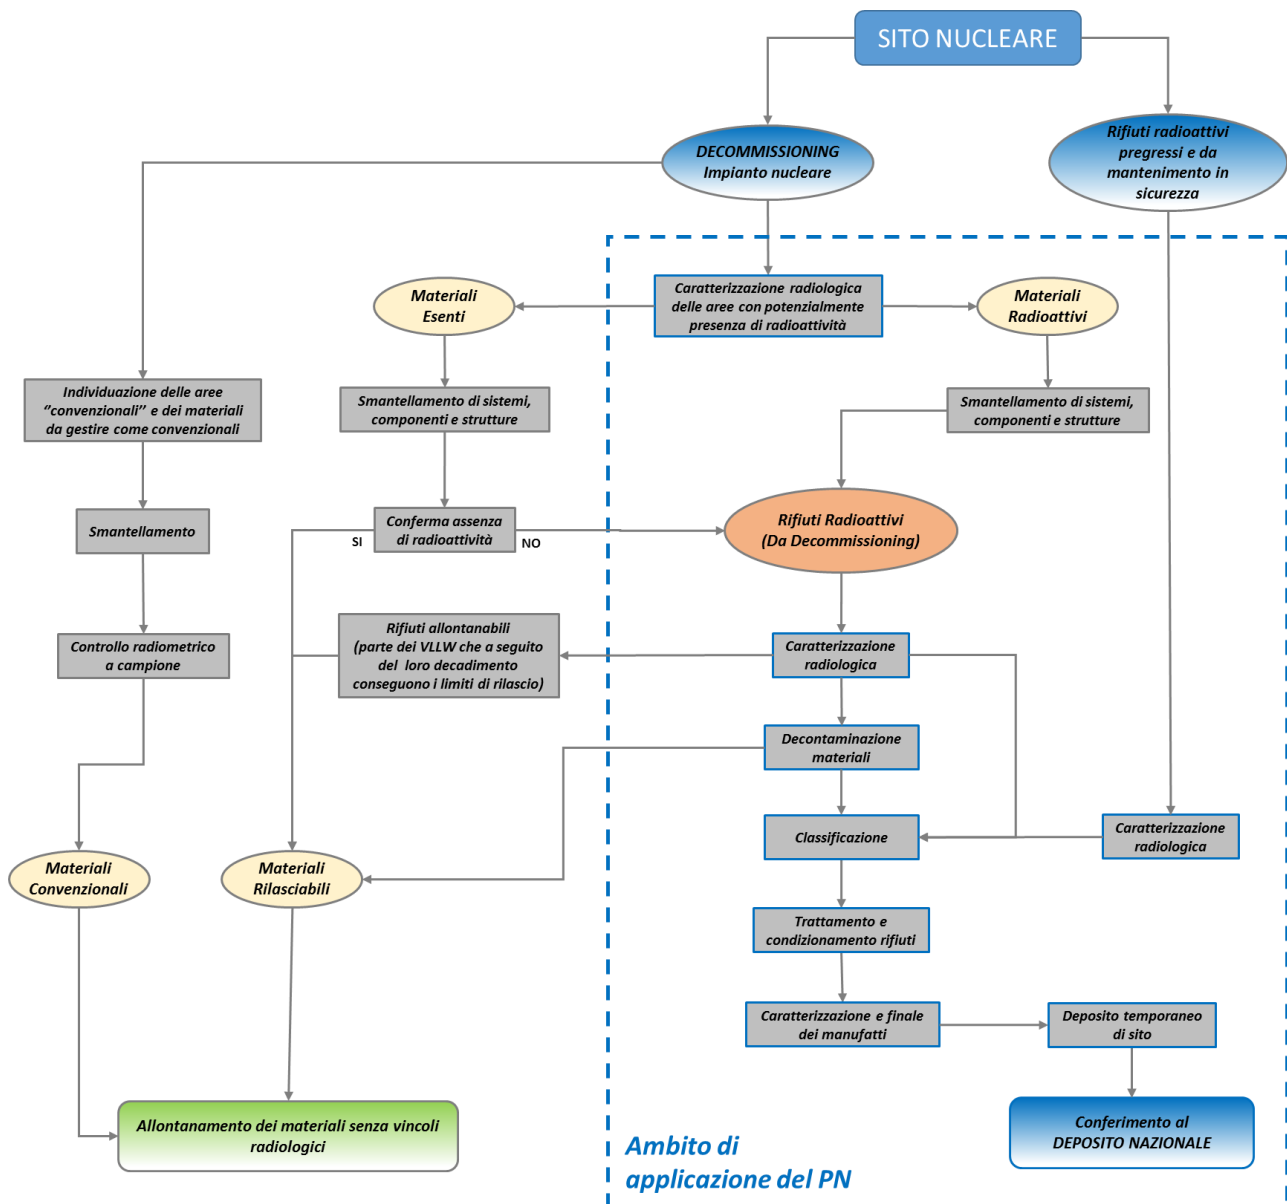 SITO NUCLEARE
DECOMMISSIONING
Impianto nucleare
Rifiuti radioattivi
pregressi e da
mantenimento in
sicurezza
Materiali
Esenti
Caratterizzazione radiologica
delle aree con potenzialmente
presenza di radioattività
Materiali
Radioattivi
Individuazione delle aree
“convenzionali” e dei materiali
da gestire come convenzionali
Smantellamento di sistemi,
componenti e strutture
Smantellamento di sistemi,
componenti e strutture
Smantellamento
SI
Conferma assenza
di radioattività
NO
Rifiuti Radioattivi
(Da Decommissioning)
Controllo radiometrico
a campione
Rifiuti allontanabili
(parte dei VLLW che a seguito
del loro decadimento
conseguono i limiti di rilascio)
Caratterizzazione
radiologica
Decontaminazione
materiali
Classificazione
Caratterizzazione
radiologica
Materiali
Convenzionali
Materiali
Rilasciabili
Trattamento e
condizionamento rifiuti
Caratterizzazione e finale
dei manufatti
Deposito temporaneo
di sito
Allontanamento dei materiali senza vincoli
radiologici
Conferimento al
DEPOSITO NAZIONALE
Ambito di
applicazione del PN